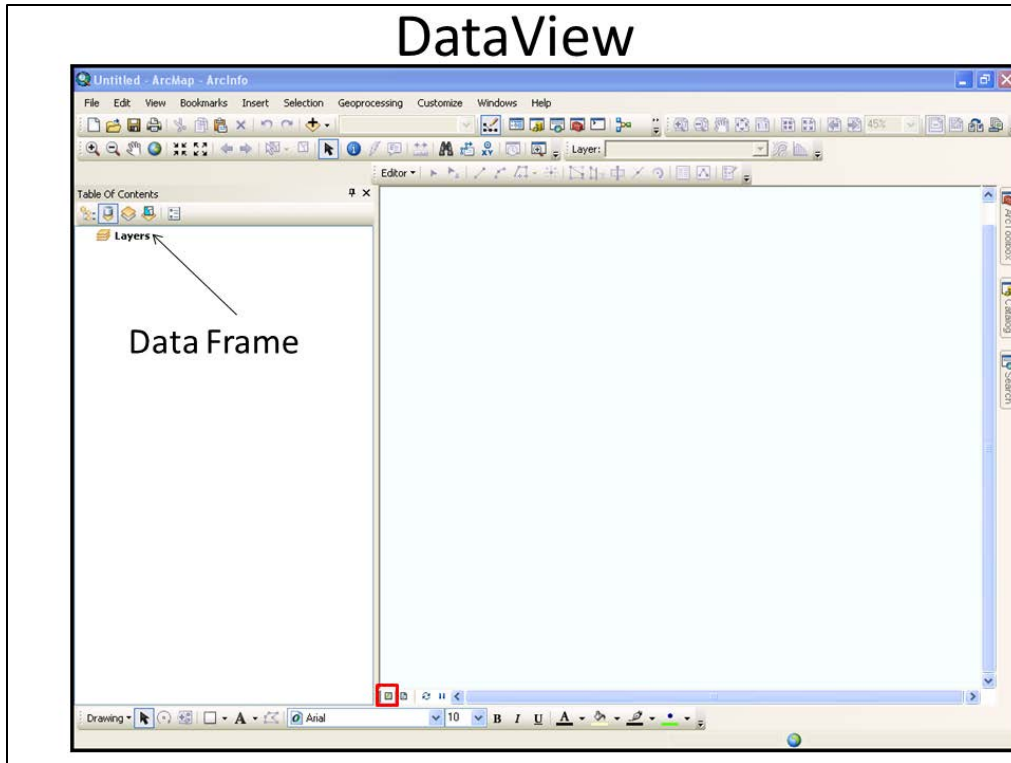 DataView
Untitled - ArcMap - ArcInfo
File Edit View Bookmarks Insert Selection Geoprocessing Customize Windows Help
45%
Layer:
Editor
Table Of Contents
Layers
Data Frame
ArcToolbox
Catalog
Search
Drawing A Arial 10 B I U A